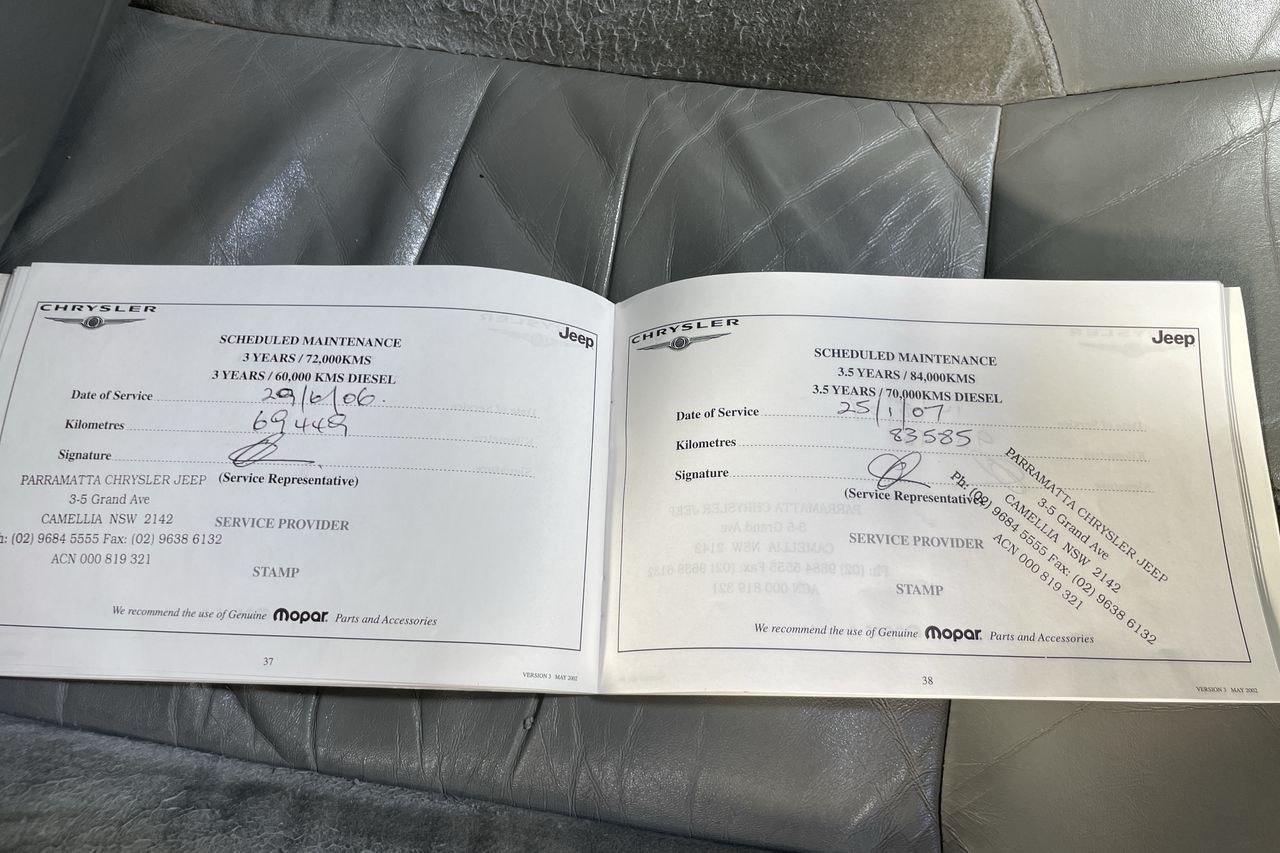 CHRYSLER
Jeep
SCHEDULED MAINTENANCE
3 YEARS / 72,000KMS
3 YEARS / 60,000 KMS DIESEL
Date of Service 29/6/06.
Kilometres 69449
Signature
(Service Representative)
PARRAMATTA CHRYSLER JEEP
3-5 Grand Ave
CAMELLIA NSW 2142
h: (02) 9684 5555 Fax: (02) 9638 6132
ACN 000 819 321
SERVICE PROVIDER
STAMP
We recommend the use of Genuine Mopar. Parts and Accessories
37
VERSION 3 MAY 2002
CHRYSLER
Jeep
SCHEDULED MAINTENANCE
3.5 YEARS / 84,000KMS
3.5 YEARS / 70,000KMS DIESEL
Date of Service 25/1/07
Kilometres 83585
Signature
(Service Representative)
PARRAMATTA CHRYSLER JEEP
3-5 Grand Ave
CAMELLIA NSW 2142
Ph: (02) 9684 5555 Fax: (02) 9638 6132
ACN 000 819 321
SERVICE PROVIDER
STAMP
We recommend the use of Genuine Mopar. Parts and Accessories
38
VERSION 3 MAY 2002